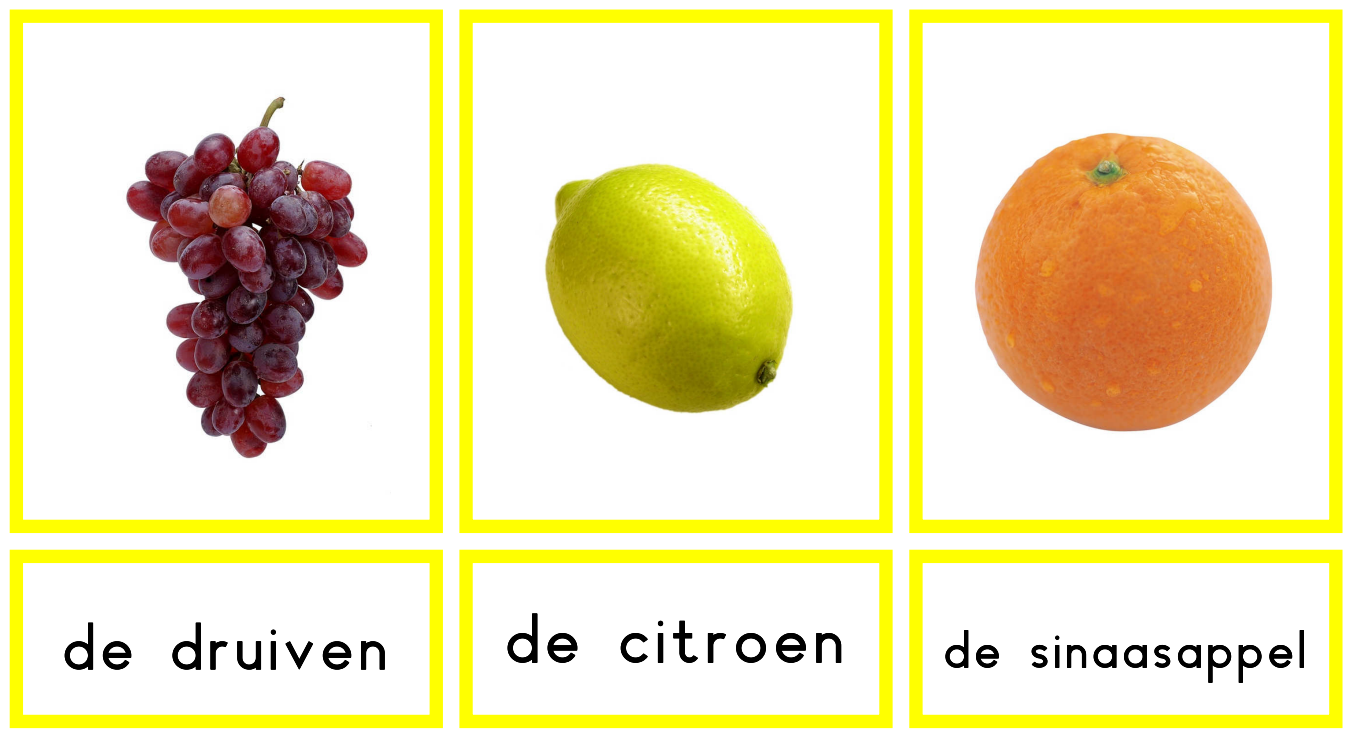 de druiven
de citroen
de sinaasappel